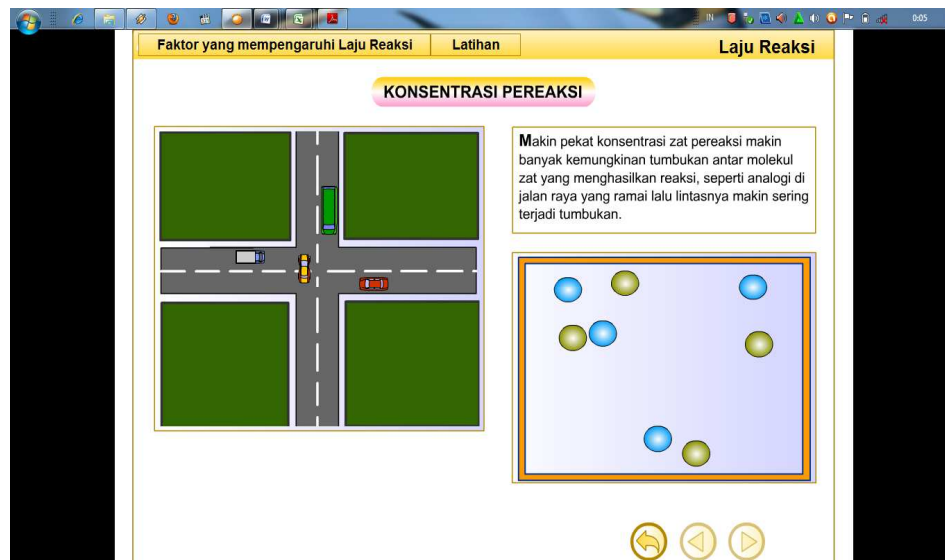 IN
0:05
Faktor yang mempengaruhi Laju Reaksi
Latihan
Laju Reaksi
KONSENTRASI PEREAKSI
Makin pekat konsentrasi zat pereaksi makin
banyak kemungkinan tumbukan antar molekul
zat yang menghasilkan reaksi, seperti analogi di
jalan raya yang ramai lalu lintasnya makin sering
terjadi tumbukan.